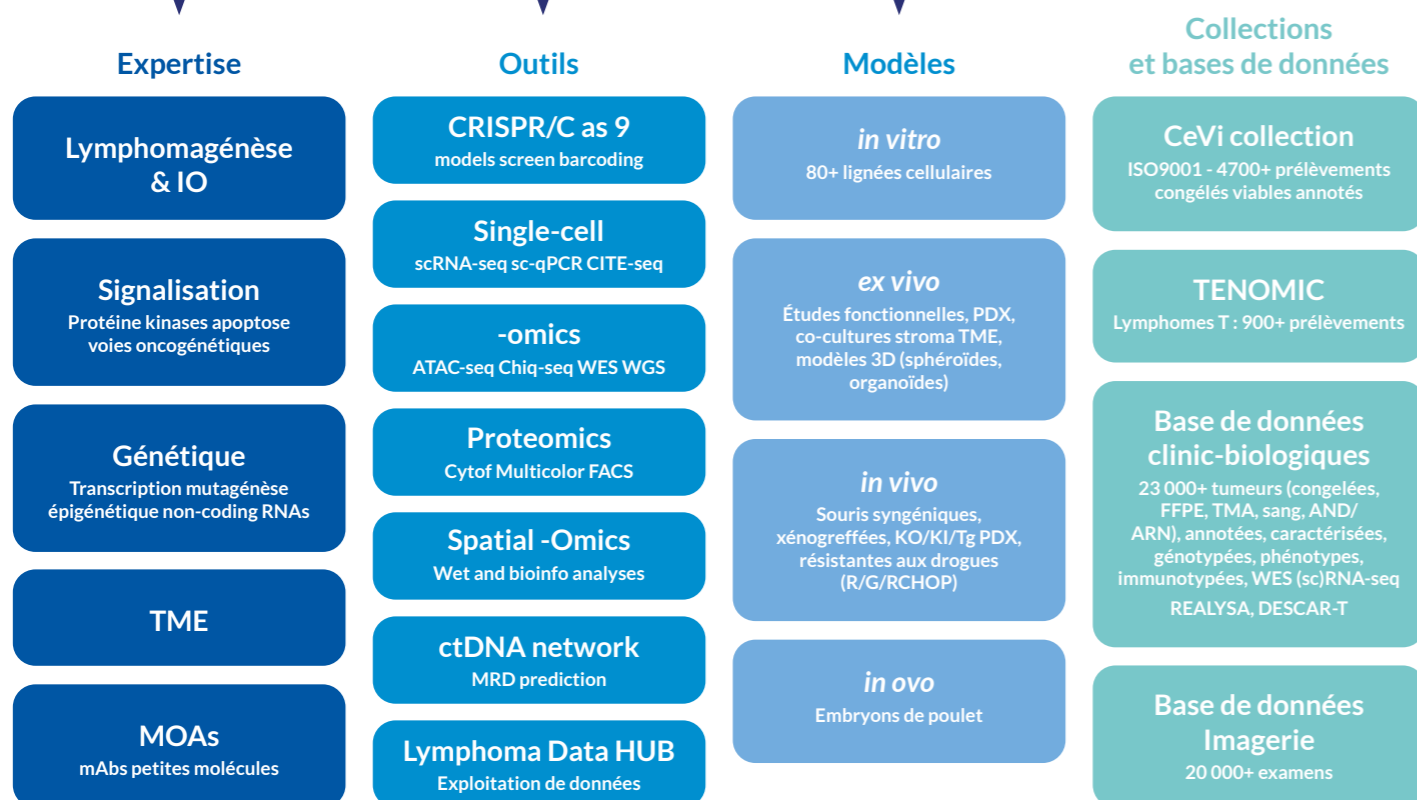 Expertise
Lymphomagénèse
& IO
Signalisation
Protéine kinases apoptose
voies oncogénétiques
Génétique
Transcription mutagénèse
épigénétique non-coding RNAs
TME
MOAs
mAbs petites molécules
Outils
CRISPR/C as 9
models screen barcoding
Single-cell
scRNA-seq sc-qPCR CITE-seq
-omics
ATAC-seq Chiq-seq WES WGS
Proteomics
Cytof Multicolor FACS
Spatial -Omics
Wet and bioinfo analyses
ctDNA network
MRD prediction
Lymphoma Data HUB
Exploitation de données
Modèles
in vitro
80+ lignées cellulaires
ex vivo
Études fonctionnelles, PDX,
co-cultures stroma TME,
modèles 3D (sphéroïdes,
organoïdes)
in vivo
Souris syngéniques,
xénogreffées, KO/KI/Tg PDX,
résistantes aux drogues
(R/G/RCHOP)
in ovo
Embryons de poulet
Collections
et bases de données
CeVi collection
ISO9001 - 4700+ prélèvements
congélés viables annotés
TENOMIC
Lymphomes T : 900+ prélèvements
Base de données
clinic-biologiques
23 000+ tumeurs (congelées,
FFPE, TMA, sang, AND/
ARN), annotées, caractérisées,
génotypées, phénotypes,
immunotypées, WES (sc)RNA-seq
REALYSA, DESCAR-T
Base de données
Imagerie
20 000+ examens